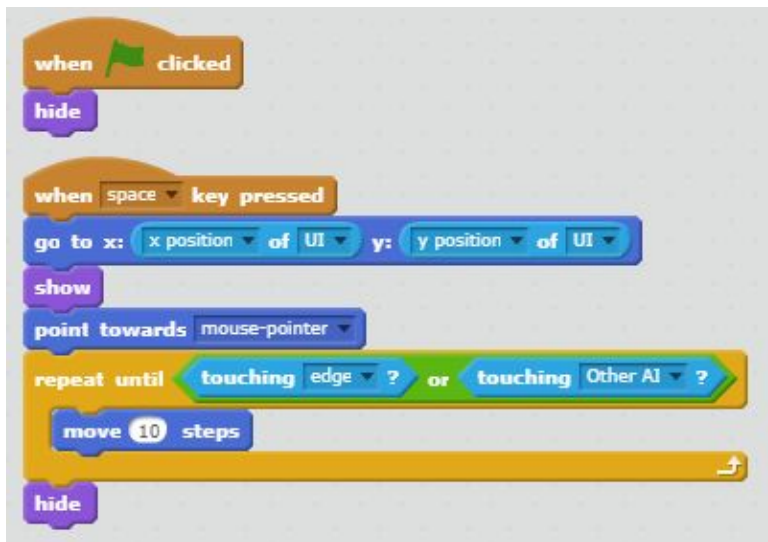 when clicked
hide
when space key pressed
go to x: x position of UI y: y position of UI
show
point towards mouse-pointer
repeat until touching edge ? or touching Other AI ?
move 10 steps
hide